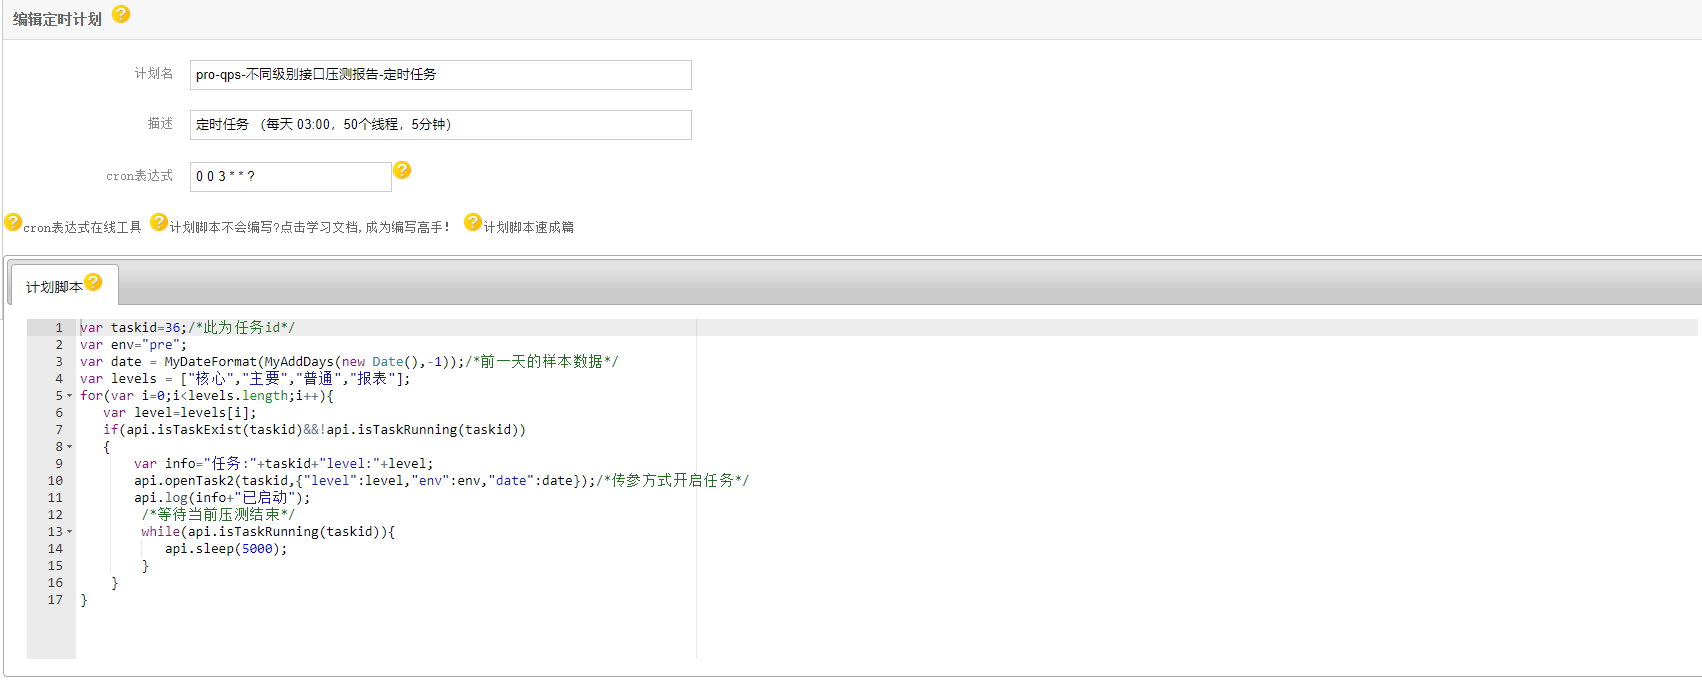 编辑定时计划 ?
计划名 pro-qps-不同级别接口压测报告-定时任务
描述 定时任务 （每天 03:00，50个线程，5分钟）
cron表达式 0 0 3 * * ? ?
? cron表达式在线工具 ? 计划脚本不会编写?点击学习文档,成为编写高手! ? 计划脚本速成篇
计划脚本 ?
1 var taskid=36;/*此为任务id*/
2 var env="pre";
3 var date = MyDateFormat(MyAddDays(new Date(),-1));/*前一天的样本数据*/
4 var levels = ["核心","主要","普通","报表"];
5 for(var i=0;i<levels.length;i++){
6 var level=levels[i];
7 if(api.isTaskExist(taskid)&&!api.isTaskRunning(taskid))
8 {
9 var info="任务:"+taskid+"level:"+level;
10 api.openTask2(taskid,{"level":level,"env":env,"date":date});/*传参方式开启任务*/
11 api.log(info+"已启动");
12 /*等待当前压测结束*/
13 while(api.isTaskRunning(taskid)){
14 api.sleep(5000);
15 }
16 }
17 }